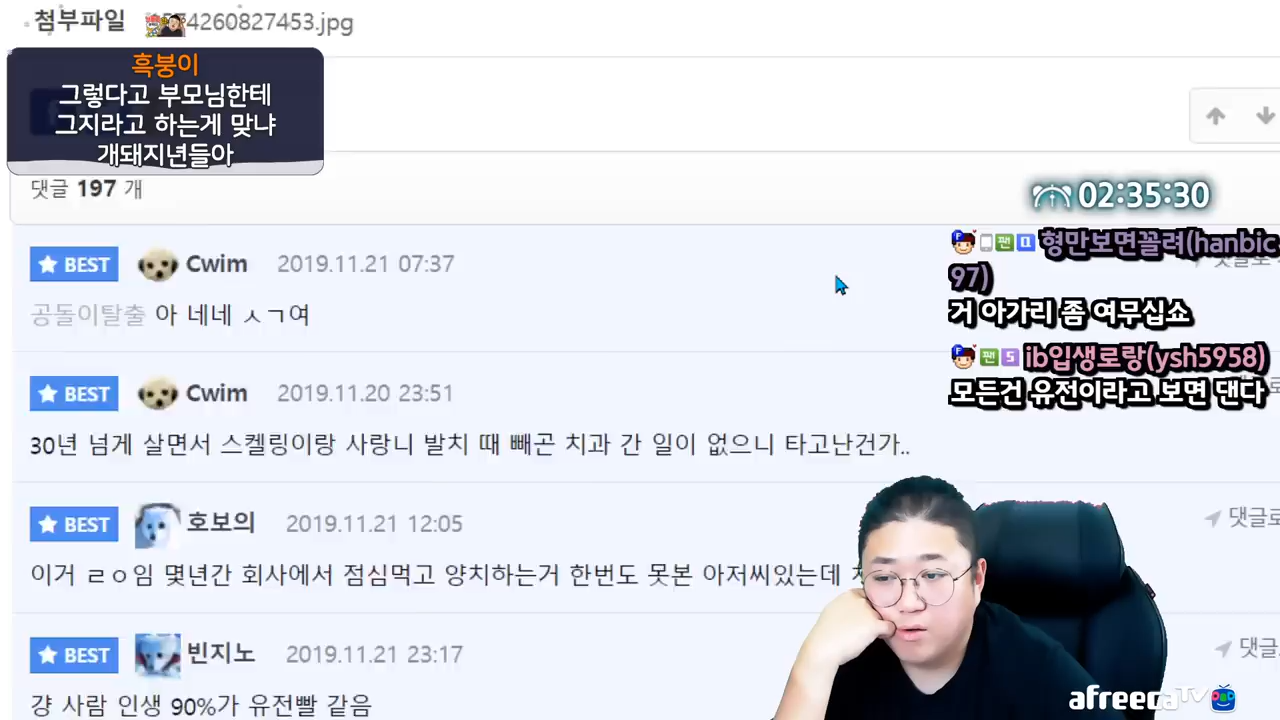 첨부파일
4260827453.jpg
흑붕이
그렇다고 부모님한테
그지라고 하는게 맞냐
개돼지년들아
댓글 197 개
02:35:30
팬 형만보면꼴려(hanbic
97)
거 아가리 좀 여무십쇼
팬 5 ib입생로랑(ysh5958)
모든건 유전이라고 보면 댄다
BEST Cwim 2019.11.21 07:37
공돌이탈출 아 네네 ㅅㄱ여
BEST Cwim 2019.11.20 23:51
30년 넘게 살면서 스켈링이랑 사랑니 발치 때 빼곤 치과 간 일이 없으니 타고난건가..
BEST 호보의 2019.11.21 12:05 댓글로
이거 ㄹㅇ임 몇년간 회사에서 점심먹고 양치하는거 한번도 못본 아저씨있는데
BEST 빈지노 2019.11.21 23:17 댓글
걍 사람 인생 90%가 유전빨 같음
afreecaTV